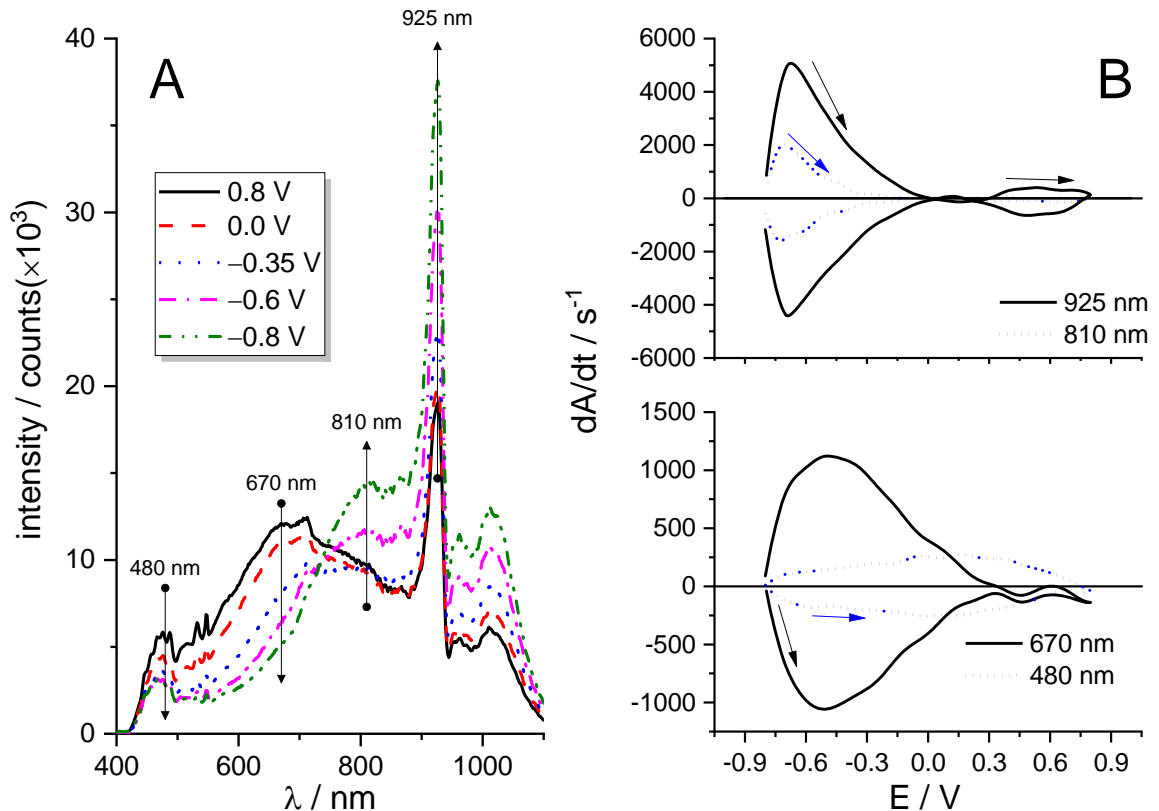 A
925 nm
40
30
20
10
0
0.8 V
0.0 V
−0.35 V
−0.6 V
−0.8 V
810 nm
670 nm
480 nm
intensity / counts(×10³)
400
600
800
1000
λ / nm
B
6000
4000
2000
0
-2000
-4000
-6000
925 nm
810 nm
dA/dt / s⁻¹
1500
1000
500
0
-500
-1000
670 nm
480 nm
-0.9
-0.6
-0.3
0.0
0.3
0.6
0.9
E / V